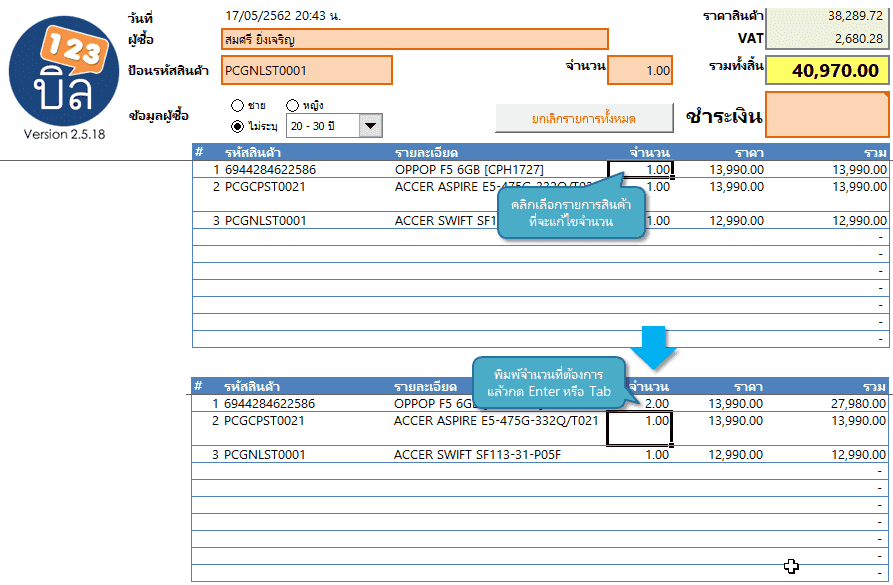 123
บิล
Version 2.5.18
วันที่ 17/05/2562 20:43 น.
ผู้ซื้อ สมศรี ยิ่งเจริญ
ป้อนรหัสสินค้า PCGNLST0001 จำนวน 1.00
ข้อมูลผู้ซื้อ ชาย หญิง
ไม่ระบุ 20 - 30 ปี
ยกเลิกรายการทั้งหมด
ราคาสินค้า 38,289.72
VAT 2,680.28
รวมทั้งสิ้น 40,970.00
ชำระเงิน
# รหัสสินค้า รายละเอียด จำนวน ราคา รวม
1 6944284622586 OPPOP F5 6GB [CPH1727] 1.00 13,990.00 13,990.00
2 PCGCPST0021 ACCER ASPIRE E5-475G-332Q/T021 1.00 13,990.00 13,990.00
3 PCGNLST0001 ACCER SWIFT SF1 1.00 12,990.00 12,990.00
-
-
-
-
-
-
-
คลิกเลือกรายการสินค้า
ที่จะแก้ไขจำนวน
พิมพ์จำนวนที่ต้องการ
แล้วกด Enter หรือ Tab
# รหัสสินค้า รายละเอียด จำนวน ราคา รวม
1 6944284622586 OPPOP F5 6GB 2.00 13,990.00 27,980.00
2 PCGCPST0021 ACCER ASPIRE E5-475G-332Q/T021 1.00 13,990.00 13,990.00
3 PCGNLST0001 ACCER SWIFT SF113-31-P05F 1.00 12,990.00 12,990.00
-
-
-
-
-
-
-